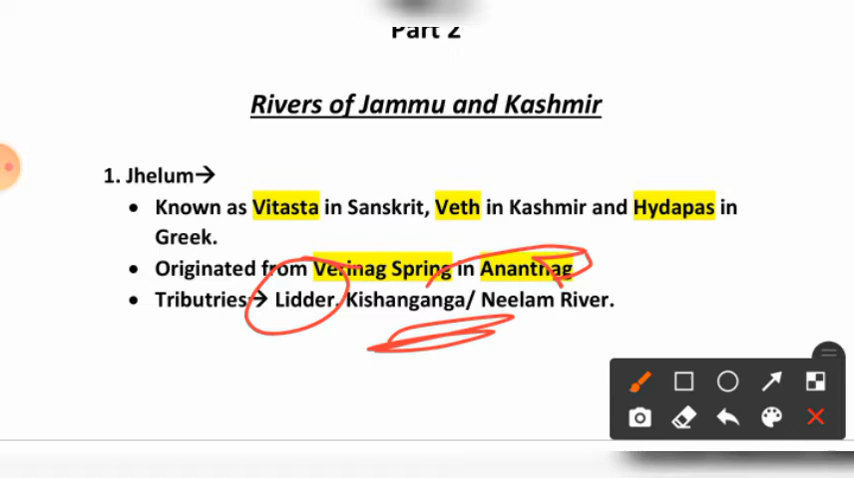 Part 2
Rivers of Jammu and Kashmir
1. Jhelum→
• Known as Vitasta in Sanskrit, Veth in Kashmir and Hydapas in
Greek.
• Originated from Verinag Spring in Ananthag
• Tributries→ Lidder, Kishanganga/ Neelam River.